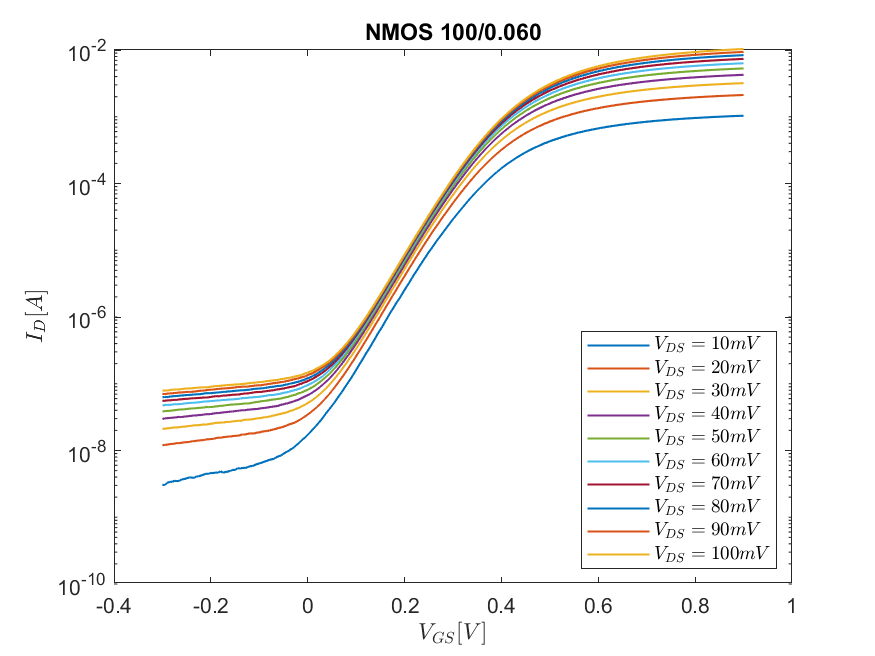 NMOS 100/0.060
10^-2
10^-4
10^-6
10^-8
10^-10
I_D[A]
-0.4 -0.2 0 0.2 0.4 0.6 0.8 1
V_GS[V]
V_DS = 10mV
V_DS = 20mV
V_DS = 30mV
V_DS = 40mV
V_DS = 50mV
V_DS = 60mV
V_DS = 70mV
V_DS = 80mV
V_DS = 90mV
V_DS = 100mV